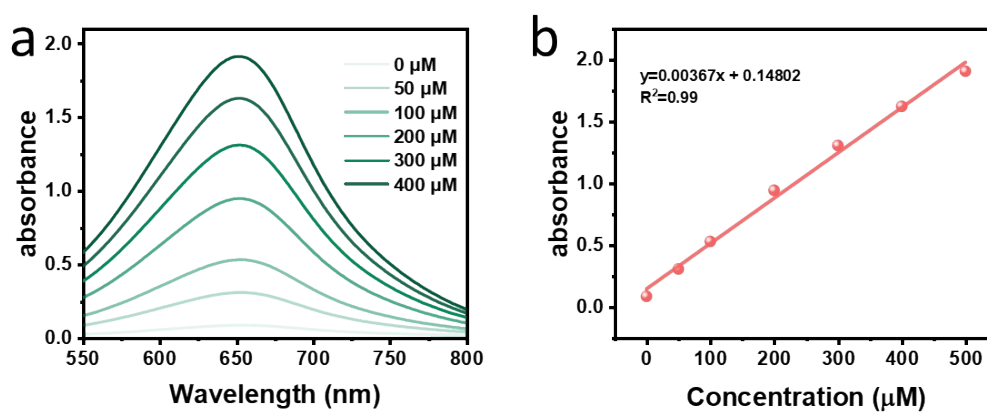 a
absorbance
2.0
1.5
1.0
0.5
0.0
550 600 650 700 750 800
Wavelength (nm)
0 μM
50 μM
100 μM
200 μM
300 μM
400 μM
b
absorbance
2.0
1.5
1.0
0.5
0.0
0 100 200 300 400 500
Concentration (μM)
y=0.00367x + 0.14802
R²=0.99